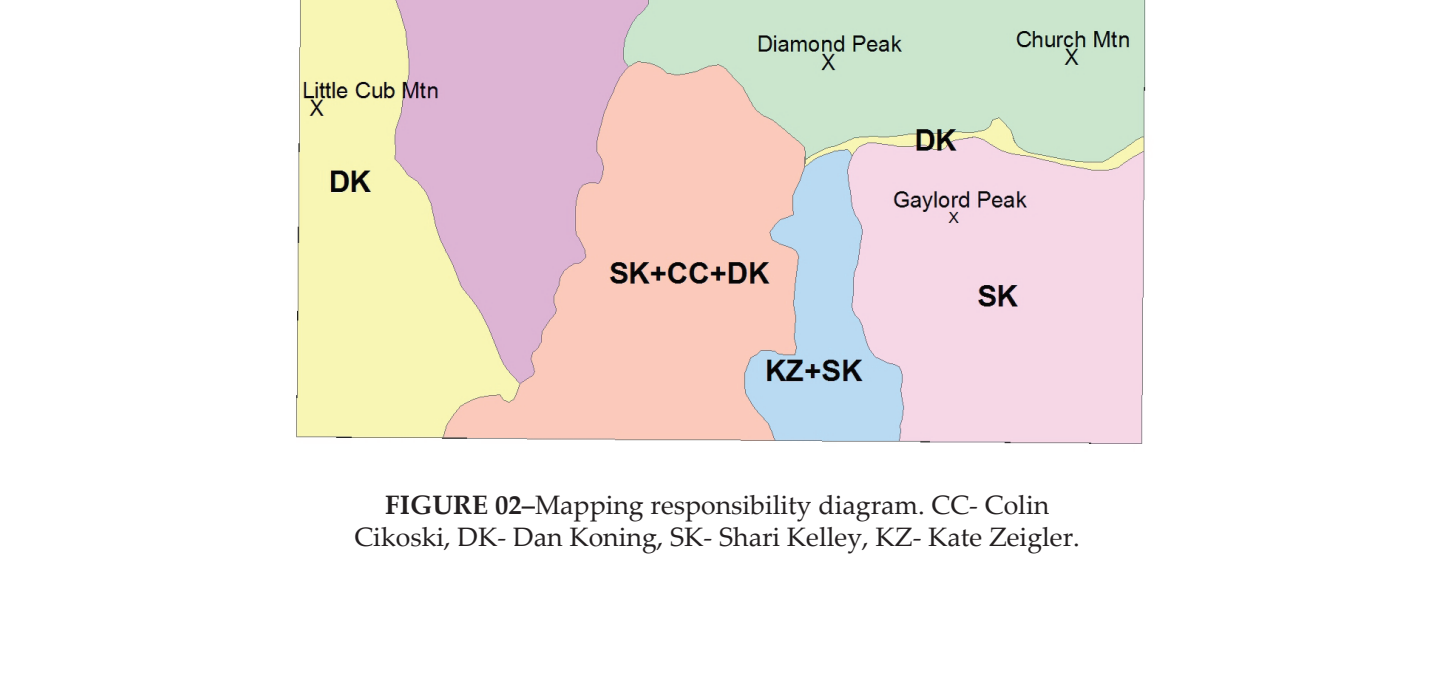 Church Mtn
X
Diamond Peak
X
Little Cub Mtn
X
DK
DK
Gaylord Peak
X
SK+CC+DK
SK
KZ+SK
FIGURE 02–Mapping responsibility diagram. CC- Colin
Cikoski, DK- Dan Koning, SK- Shari Kelley, KZ- Kate Zeigler.